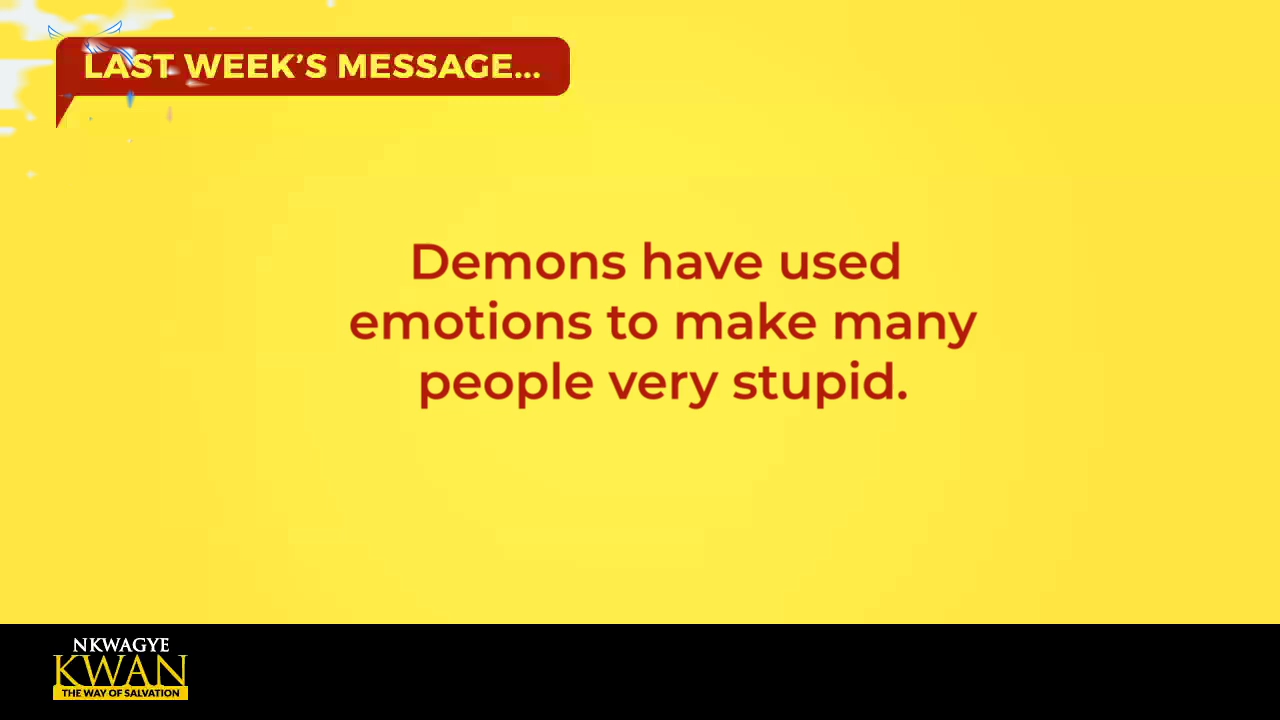 LAST WEEK'S MESSAGE...
Demons have used
emotions to make many
people very stupid.
NKWAGYE
KWAN
THE WAY OF SALVATION